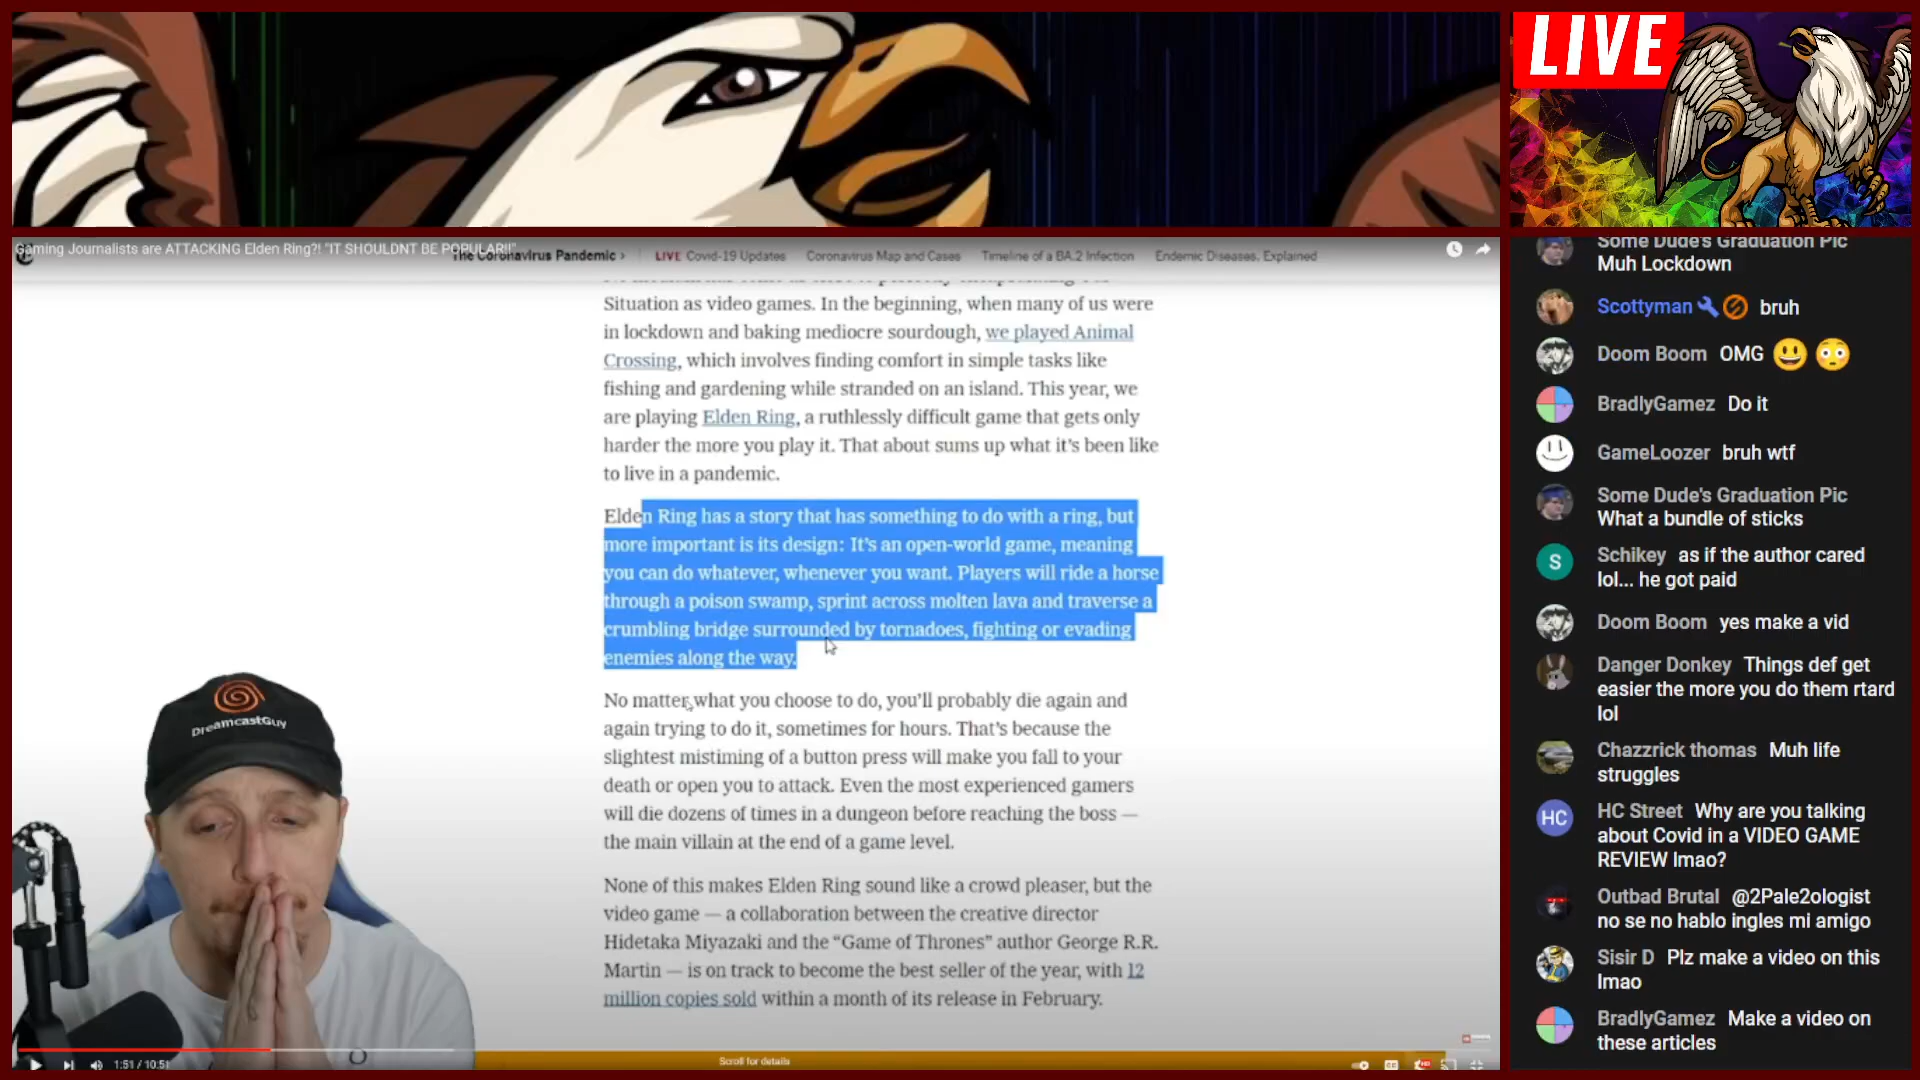 LIVE
Gaming Journalists are ATTACKING Elden Ring?! "IT SHOULDNT BE POPULAR!!"
The Coronavirus Pandemic ›
LIVE Covid-19 Updates
Coronavirus Map and Cases
Timeline of a BA.2 Infection
Endemic Diseases, Explained
Situation as video games. In the beginning, when many of us were
in lockdown and baking mediocre sourdough, we played Animal
Crossing, which involves finding comfort in simple tasks like
fishing and gardening while stranded on an island. This year, we
are playing Elden Ring, a ruthlessly difficult game that gets only
harder the more you play it. That about sums up what it's been like
to live in a pandemic.
Elden Ring has a story that has something to do with a ring, but
more important is its design: It's an open-world game, meaning
you can do whatever, whenever you want. Players will ride a horse
through a poison swamp, sprint across molten lava and traverse a
crumbling bridge surrounded by tornadoes, fighting or evading
enemies along the way.
No matter what you choose to do, you'll probably die again and
again trying to do it, sometimes for hours. That's because the
slightest mistiming of a button press will make you fall to your
death or open you to attack. Even the most experienced gamers
will die dozens of times in a dungeon before reaching the boss —
the main villain at the end of a game level.
None of this makes Elden Ring sound like a crowd pleaser, but the
video game — a collaboration between the creative director
Hidetaka Miyazaki and the “Game of Thrones” author George R.R.
Martin — is on track to become the best seller of the year, with 12
million copies sold within a month of its release in February.
DreamcastGuy
1:51 / 10:51
Scroll for details
Some Dude's Graduation Pic
Muh Lockdown
Scottyman bruh
Doom Boom OMG 😃 😳
BradlyGamez Do it
GameLoozer bruh wtf
Some Dude's Graduation Pic
What a bundle of sticks
S
Schikey as if the author cared
lol... he got paid
Doom Boom yes make a vid
Danger Donkey Things def get
easier the more you do them rtard
lol
Chazzrick thomas Muh life
struggles
HC
HC Street Why are you talking
about Covid in a VIDEO GAME
REVIEW lmao?
Outbad Brutal @2Pale2ologist
no se no hablo ingles mi amigo
Sisir D Plz make a video on this
lmao
BradlyGamez Make a video on
these articles